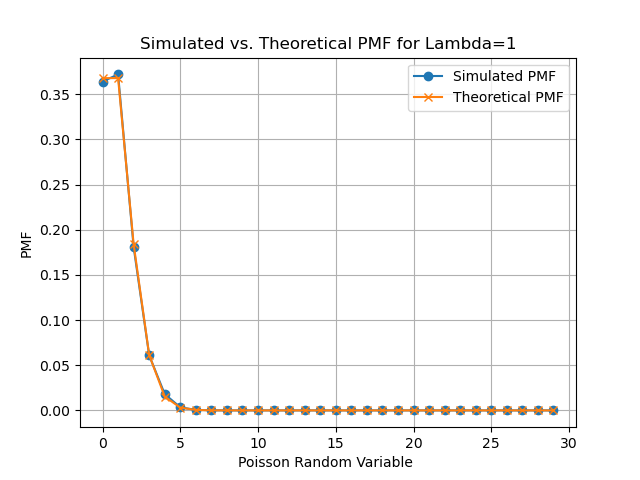 Simulated vs. Theoretical PMF for Lambda=1
Simulated PMF
Theoretical PMF
PMF
0.35
0.30
0.25
0.20
0.15
0.10
0.05
0.00
0 5 10 15 20 25 30
Poisson Random Variable